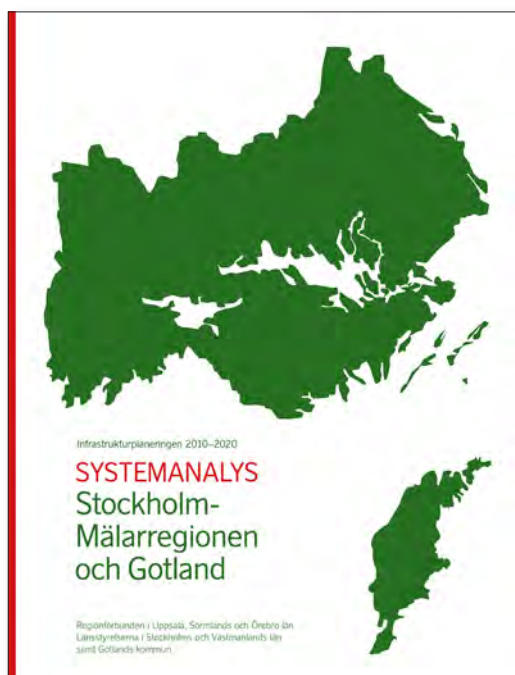 Infrastrukturplaneringen 2010–2020
SYSTEMANALYS
Stockholm-
Mälarregionen
och Gotland
Regionförbunden i Uppsala, Sörmlands och Örebro län
Länsstyrelserna i Stockholms och Västmanlands län
samt Gotlands kommun